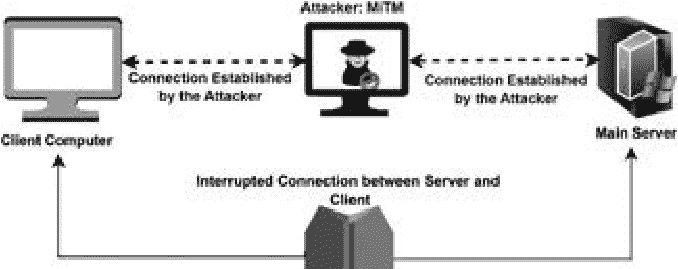 Attacker: MiTM
Connection Established
by the Attacker
Connection Established
by the Attacker
Client Computer
Main Server
Interrupted Connection between Server and
Client